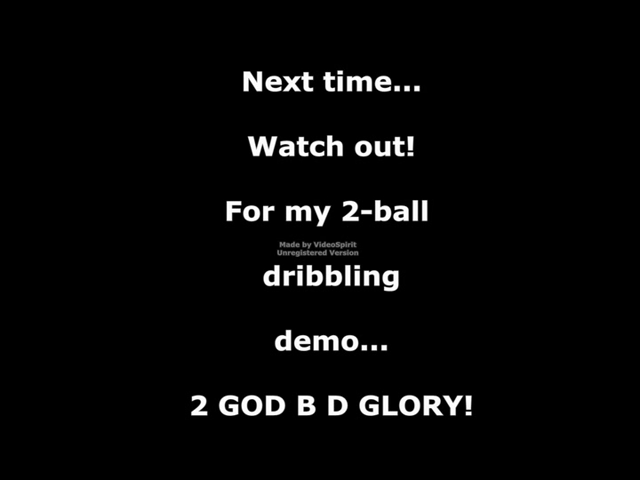 Next time...
Watch out!
For my 2-ball
Made by VideoSpirit
Unregistered Version
dribbling
demo...
2 GOD B D GLORY!